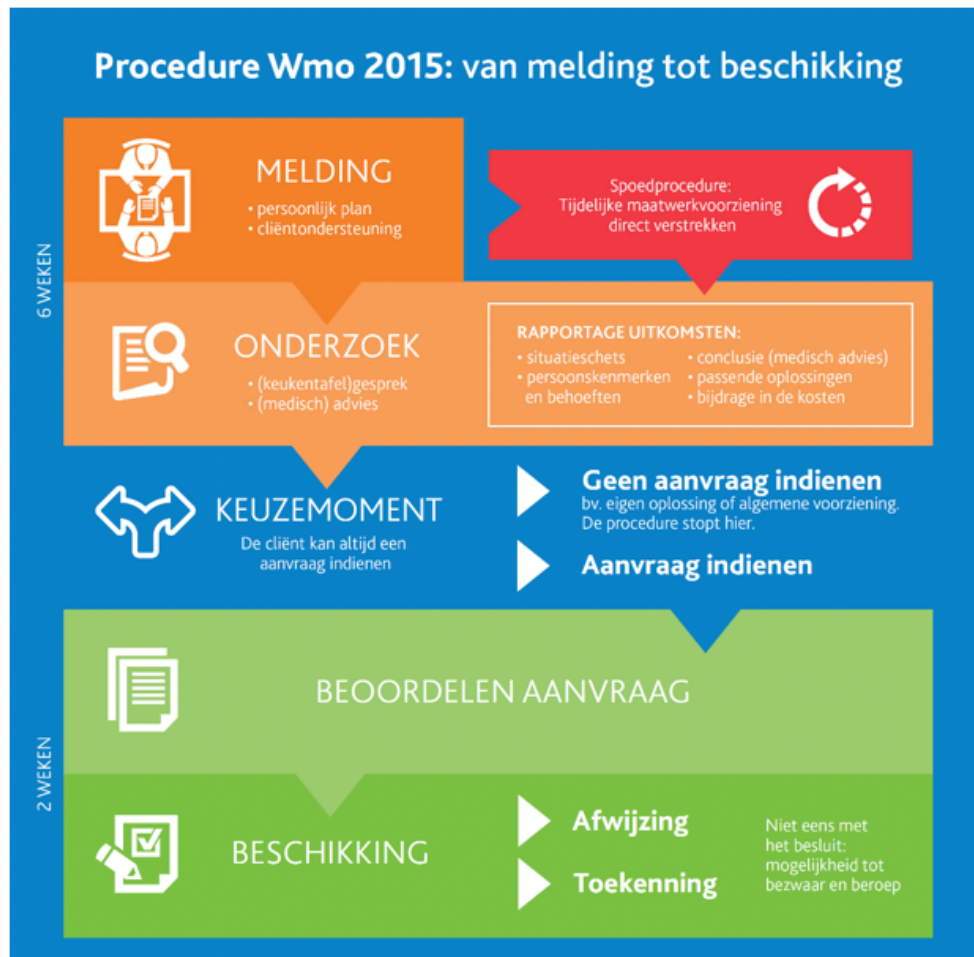 Procedure Wmo 2015: van melding tot beschikking
6 WEKEN
MELDING
• persoonlijk plan
• cliëntondersteuning
Spoedprocedure:
Tijdelijke maatwerkvoorziening
direct verstrekken
ONDERZOEK
• (keukentafel)gesprek
• (medisch) advies
RAPPORTAGE UITKOMSTEN:
• situatieschets
• persoonskenmerken
en behoeften
• conclusie (medisch advies)
• passende oplossingen
• bijdrage in de kosten
KEUZEMOMENT
De cliënt kan altijd een
aanvraag indienen
Geen aanvraag indienen
bv. eigen oplossing of algemene voorziening.
De procedure stopt hier.
Aanvraag indienen
2 WEKEN
BEOORDELEN AANVRAAG
BESCHIKKING
Afwijzing
Toekenning
Niet eens met
het besluit:
mogelijkheid tot
bezwaar en beroep